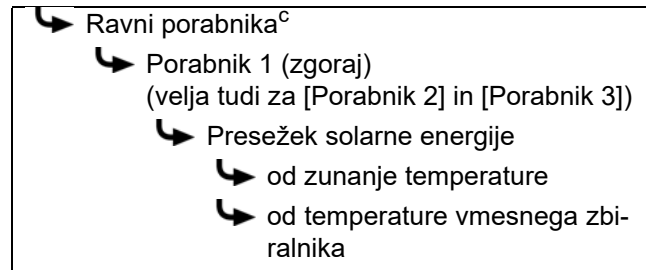 Ravni porabnikaᶜ
Porabnik 1 (zgoraj)
(velja tudi za [Porabnik 2] in [Porabnik 3])
Presežek solarne energije
od zunanje temperature
od temperature vmesnega zbi-
ralnika